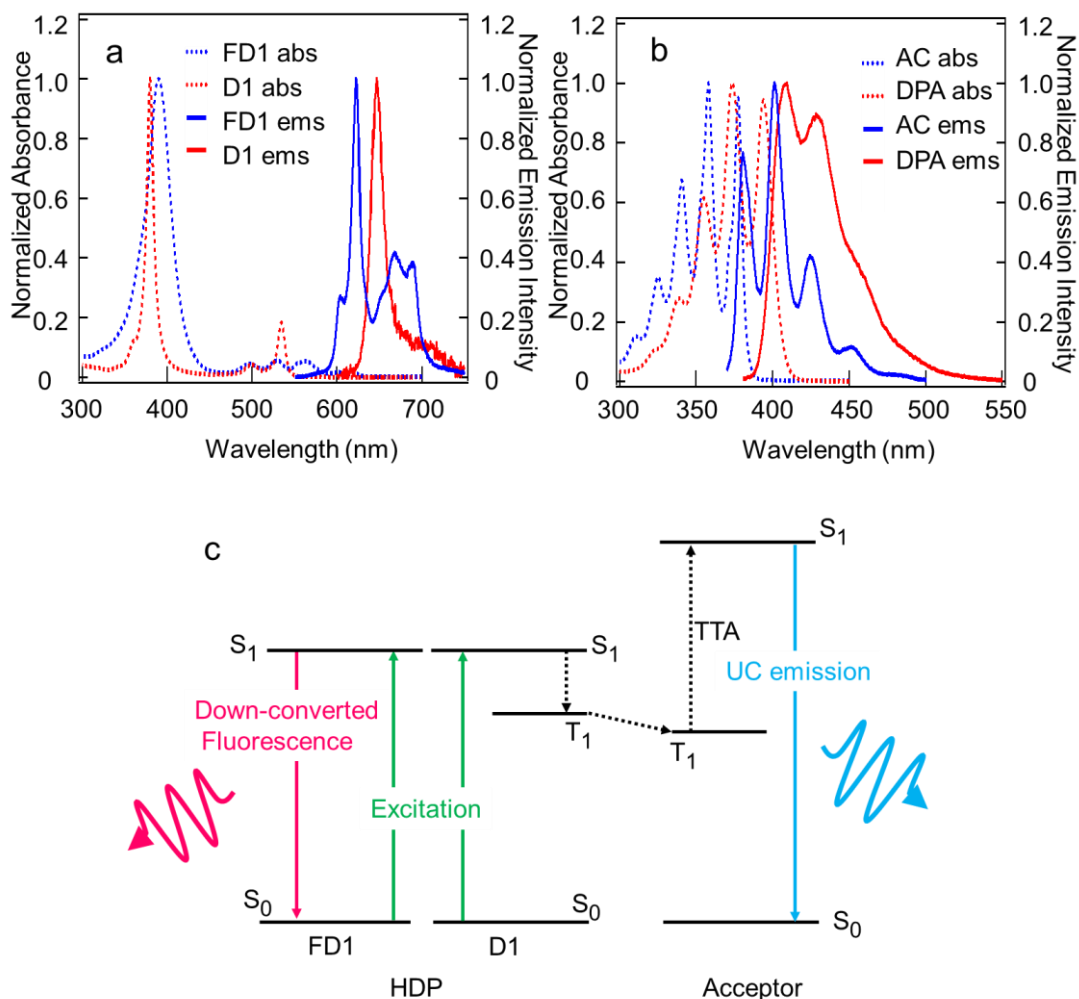 a
FD1 abs
D1 abs
FD1 ems
D1 ems
Normalized Absorbance
1.2
1.0
0.8
0.6
0.4
0.2
0
1.2
1.0
0.8
0.6
0.4
0.2
0
Normalized Emission Intensity
300 400 500 600 700
Wavelength (nm)
b
AC abs
DPA abs
AC ems
DPA ems
Normalized Absorbance
1.2
1.0
0.8
0.6
0.4
0.2
0
1.2
1.0
0.8
0.6
0.4
0.2
0
Normalized Emission Intensity
300 350 400 450 500 550
Wavelength (nm)
c
S1
S1
S1
TTA
UC emission
Down-converted
Fluorescence
T1
T1
Excitation
S0
S0
S0
FD1
D1
HDP
Acceptor